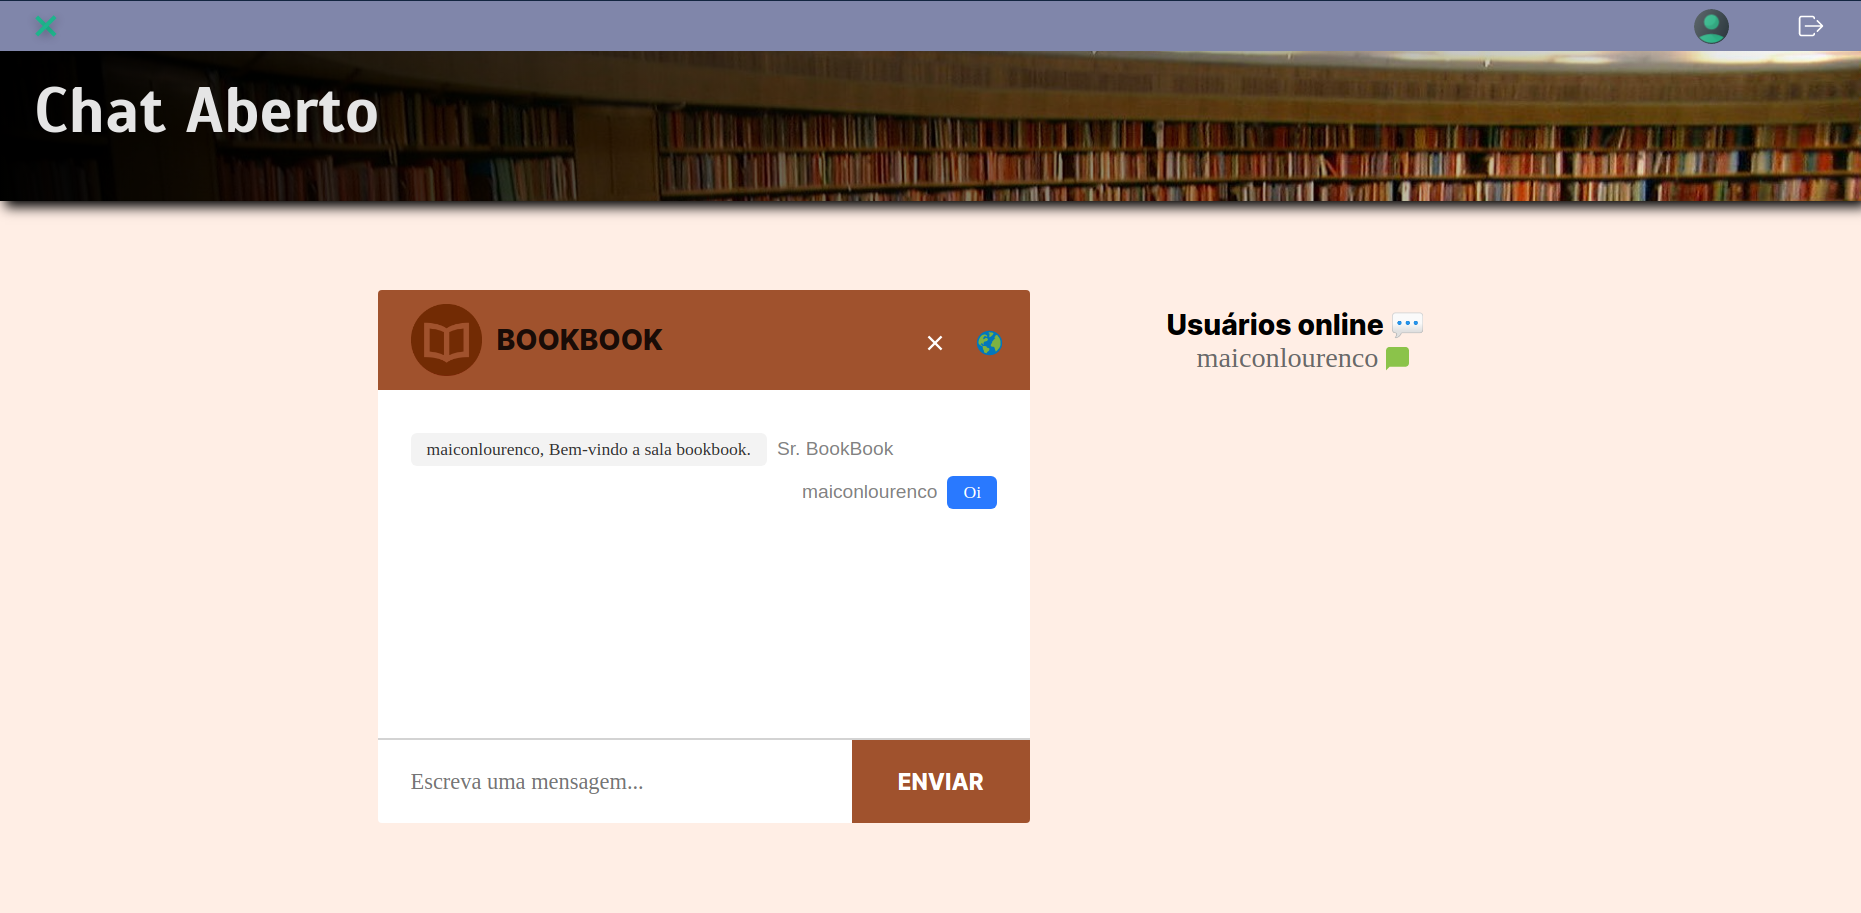 Chat Aberto
BOOKBOOK
maiconlourenco, Bem-vindo a sala bookbook. Sr. BookBook
maiconlourenco Oi
Escreva uma mensagem...
ENVIAR
Usuários online
maiconlourenco